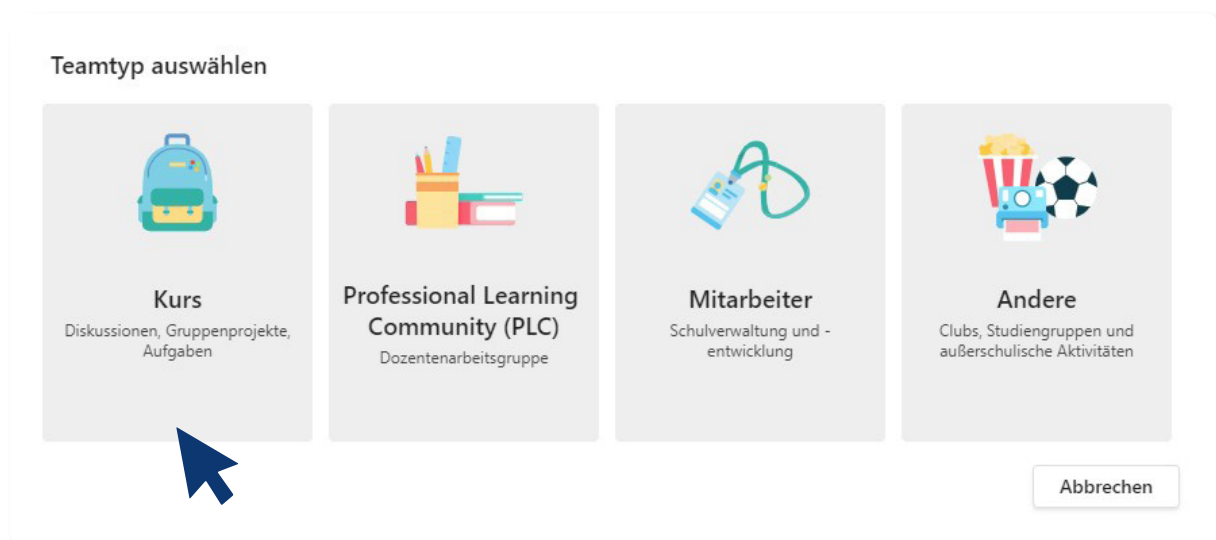 Teamtyp auswählen
Kurs
Diskussionen, Gruppenprojekte,
Aufgaben
Professional Learning
Community (PLC)
Dozentenarbeitsgruppe
Mitarbeiter
Schulverwaltung und -
entwicklung
Andere
Clubs, Studiengruppen und
außerschulische Aktivitäten
Abbrechen